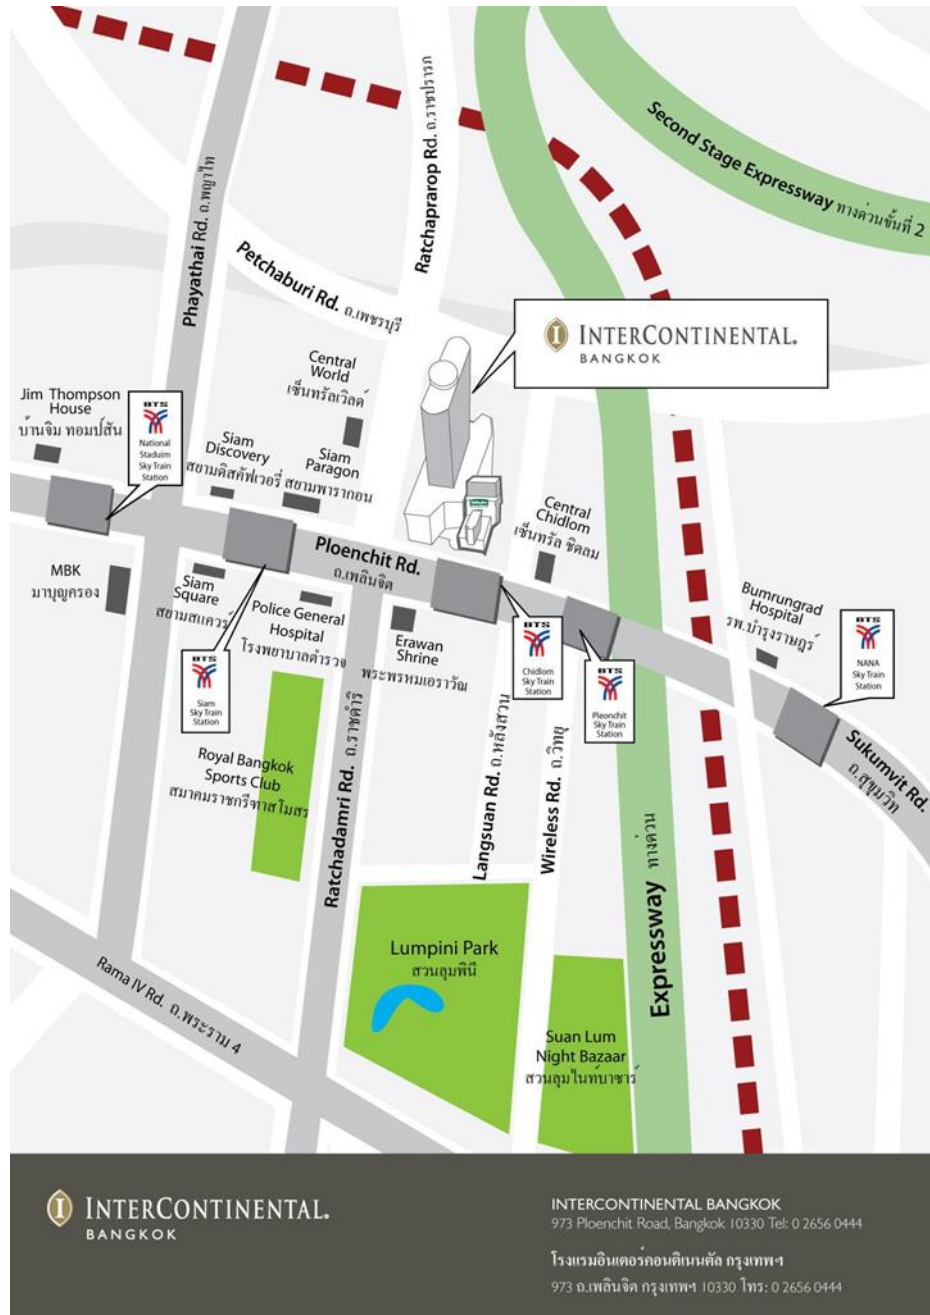 Second Stage Expressway ทางด่วนขั้นที่ 2
Ratchaprarop Rd. ถ.ราชปรารภ
Phayathai Rd. ถ.พญาไท
Petchaburi Rd. ถ.เพชรบุรี
INTERCONTINENTAL.
BANGKOK
Central
World
เซ็นทรัลเวิลด์
Jim Thompson
House
บ้านจิม ทอมป์สัน
BTS
National
Staduim
Sky Train
Station
Siam
Discovery
สยามดิสคัฟเวอรี่
Siam
Paragon
สยามพารากอน
Central
Chidlom
เซ็นทรัล ชิดลม
Ploenchit Rd.
ถ.เพลินจิต
MBK
มาบุญครอง
Siam
Square
สยามสแควร์
Police General
Hospital
โรงพยาบาลตำรวจ
Erawan
Shrine
พระพรหมเอราวัณ
Bumrungrad
Hospital
รพ.บำรุงราษฎร์
BTS
Siam
Sky Train
Station
BTS
Chidlom
Sky Train
Station
BTS
Pleonchit
Sky Train
Station
BTS
NANA
Sky Train
Station
Sukumvit Rd.
ถ.สุขุมวิท
Royal Bangkok
Sports Club
สมาคมราชกรีฑาสโมสร
Ratchadamri Rd. ถ.ราชดำริ
Langsuan Rd. ถ.หลังสวน
Wireless Rd. ถ.วิทยุ
Expressway ทางด่วน
Lumpini Park
สวนลุมพินี
Rama IV Rd. ถ.พระราม 4
Suan Lum
Night Bazaar
สวนลุมไนท์บาซาร์
INTERCONTINENTAL.
BANGKOK
INTERCONTINENTAL BANGKOK
973 Ploenchit Road, Bangkok 10330 Tel: 0 2656 0444
โรงแรมอินเตอร์คอนติเนนตัล กรุงเทพฯ
973 ถ.เพลินจิต กรุงเทพฯ 10330 โทร: 0 2656 0444